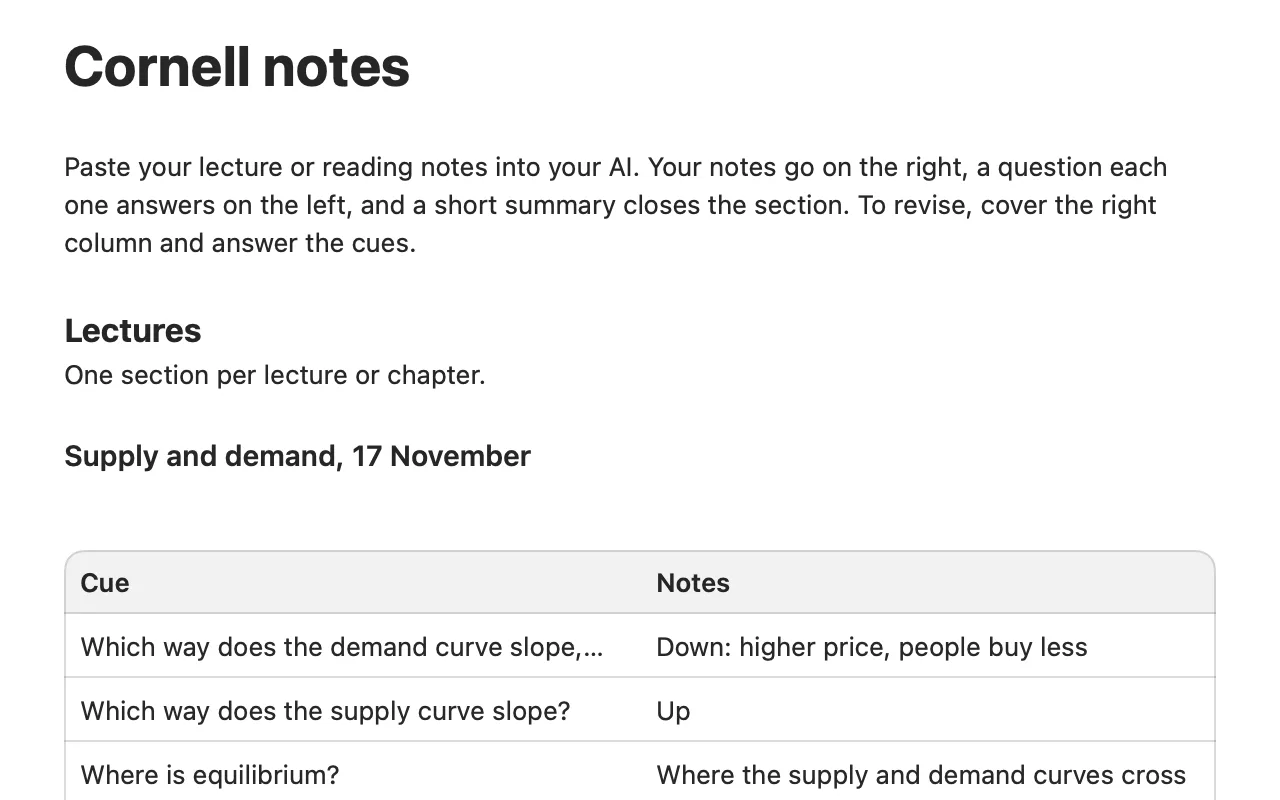 Cornell notes
Paste your lecture or reading notes into your AI. Your notes go on the right, a question each
one answers on the left, and a short summary closes the section. To revise, cover the right
column and answer the cues.
Lectures
One section per lecture or chapter.
Supply and demand, 17 November
Cue Notes
Which way does the demand curve slope,... Down: higher price, people buy less
Which way does the supply curve slope? Up
Where is equilibrium? Where the supply and demand curves cross